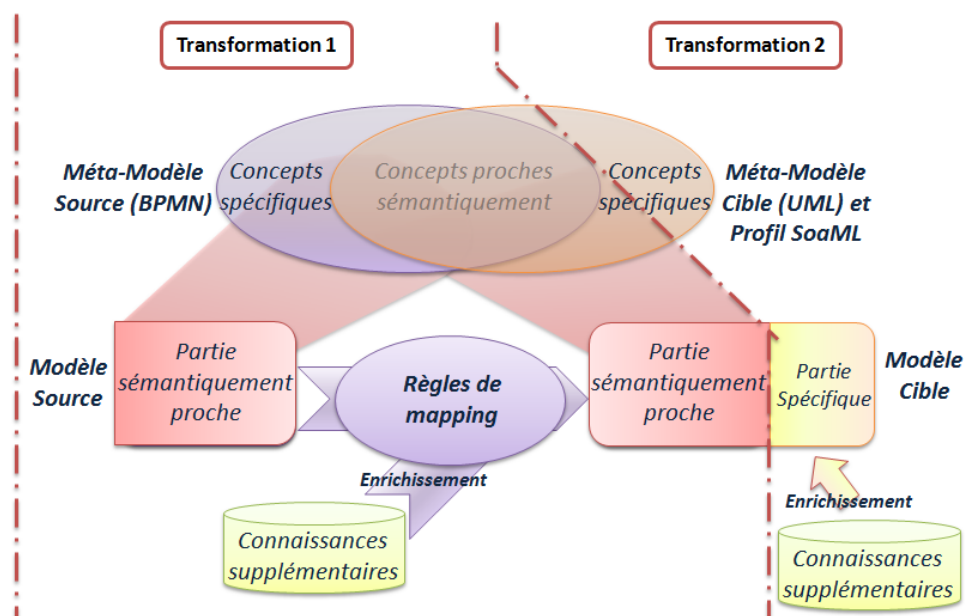 Transformation 1
Transformation 2
Méta-Modèle
Source (BPMN)
Concepts
spécifiques
Concepts proches
sémantiquement
Concepts
spécifiques
Méta-Modèle
Cible (UML) et
Profil SoaML
Modèle
Source
Partie
sémantiquement
proche
Règles de
mapping
Partie
sémantiquement
proche
Partie
Spécifique
Modèle
Cible
Enrichissement
Connaissances
supplémentaires
Enrichissement
Connaissances
supplémentaires